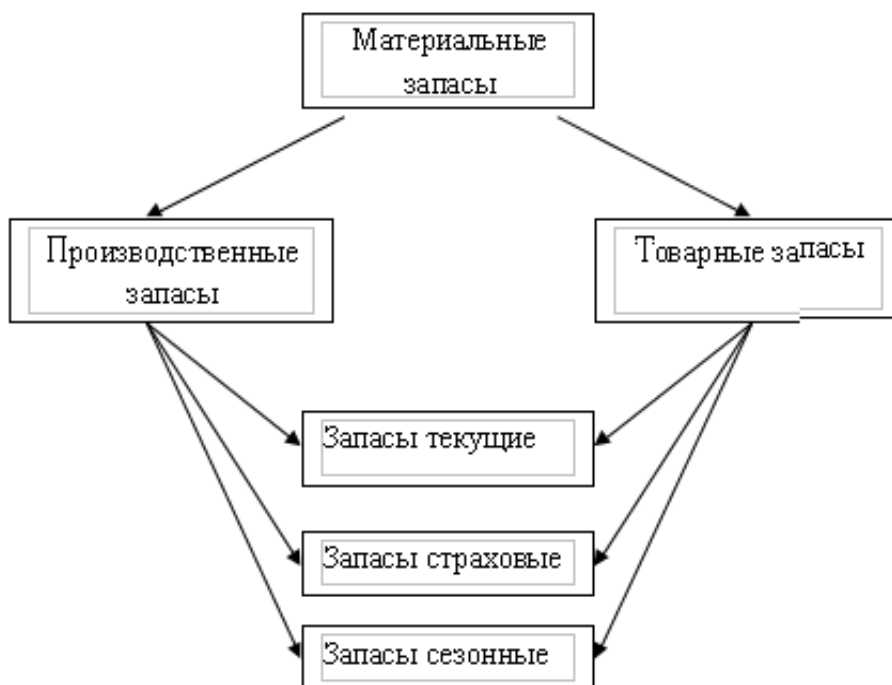 Материальные
запасы
Производственные
запасы
Товарные запасы
Запасы текущие
Запасы страховые
Запасы сезонные